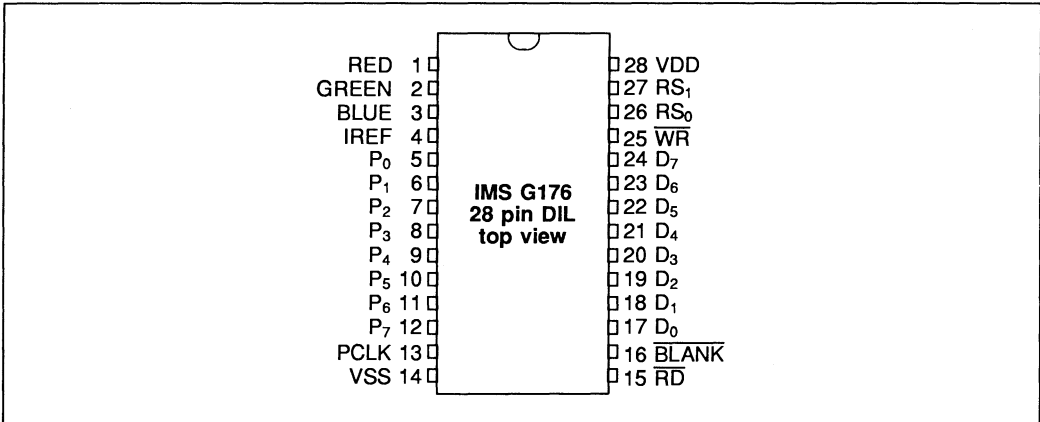 RED 1 28 VDD
GREEN 2 27 RS₁
BLUE 3 26 RS₀
IREF 4 25 W̅R̅
P₀ 5 24 D₇
P₁ 6 23 D₆
P₂ 7 22 D₅
P₃ 8 21 D₄
P₄ 9 20 D₃
P₅ 10 19 D₂
P₆ 11 18 D₁
P₇ 12 17 D₀
PCLK 13 16 B̅L̅A̅N̅K̅
VSS 14 15 R̅D̅
IMS G176
28 pin DIL
top view